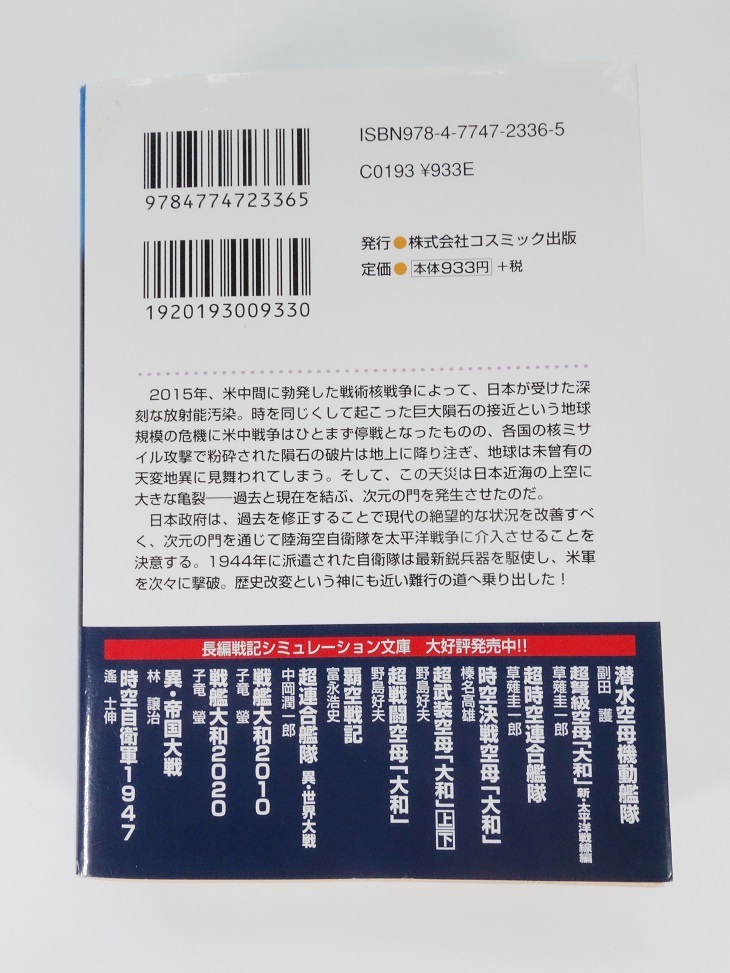 ISBN978-4-7747-2336-5
C0193 ¥933E
9784774723365
発行●株式会社コスミック出版
定価●本体933円 +税
1920193009330
2015年、米中間に勃発した戦術核戦争によって、日本が受けた深
刻な放射能汚染。時を同じくして起こった巨大隕石の接近という地球
規模の危機に米中戦争はひとまず停戦となったものの、各国の核ミサ
イル攻撃で粉砕された隕石の破片は地上に降り注ぎ、地球は未曽有の
天変地異に見舞われてしまう。そして、この天災は日本近海の上空に
大きな亀裂――過去と現在を結ぶ、次元の門を発生させたのだ。
日本政府は、過去を修正することで現代の絶望的な状況を改善すべ
く、次元の門を通じて陸海空自衛隊を太平洋戦争に介入させることを
決意する。1944年に派遣された自衛隊は最新鋭兵器を駆使し、米軍
を次々に撃破。歴史改変という神にも近い難行の道へ乗り出した!
長編戦記シミュレーション文庫 大好評発売中!!
潜水空母機動艦隊
副田 護
超弩級空母「大和」新・太平洋戦線編
草薙圭一郎
超時空連合艦隊
草薙圭一郎
時空決戦空母「大和」
榛名高雄
超武装空母「大和」上下
野島好夫
超戦闘空母「大和」
野島好夫
覇空戦記
富永浩史
超連合艦隊 異・世界大戦
中岡潤一郎
戦艦大和2010
子竜 螢
戦艦大和2020
子竜 螢
異・帝国大戦
林 譲治
時空自衛軍1947
遙 士伸